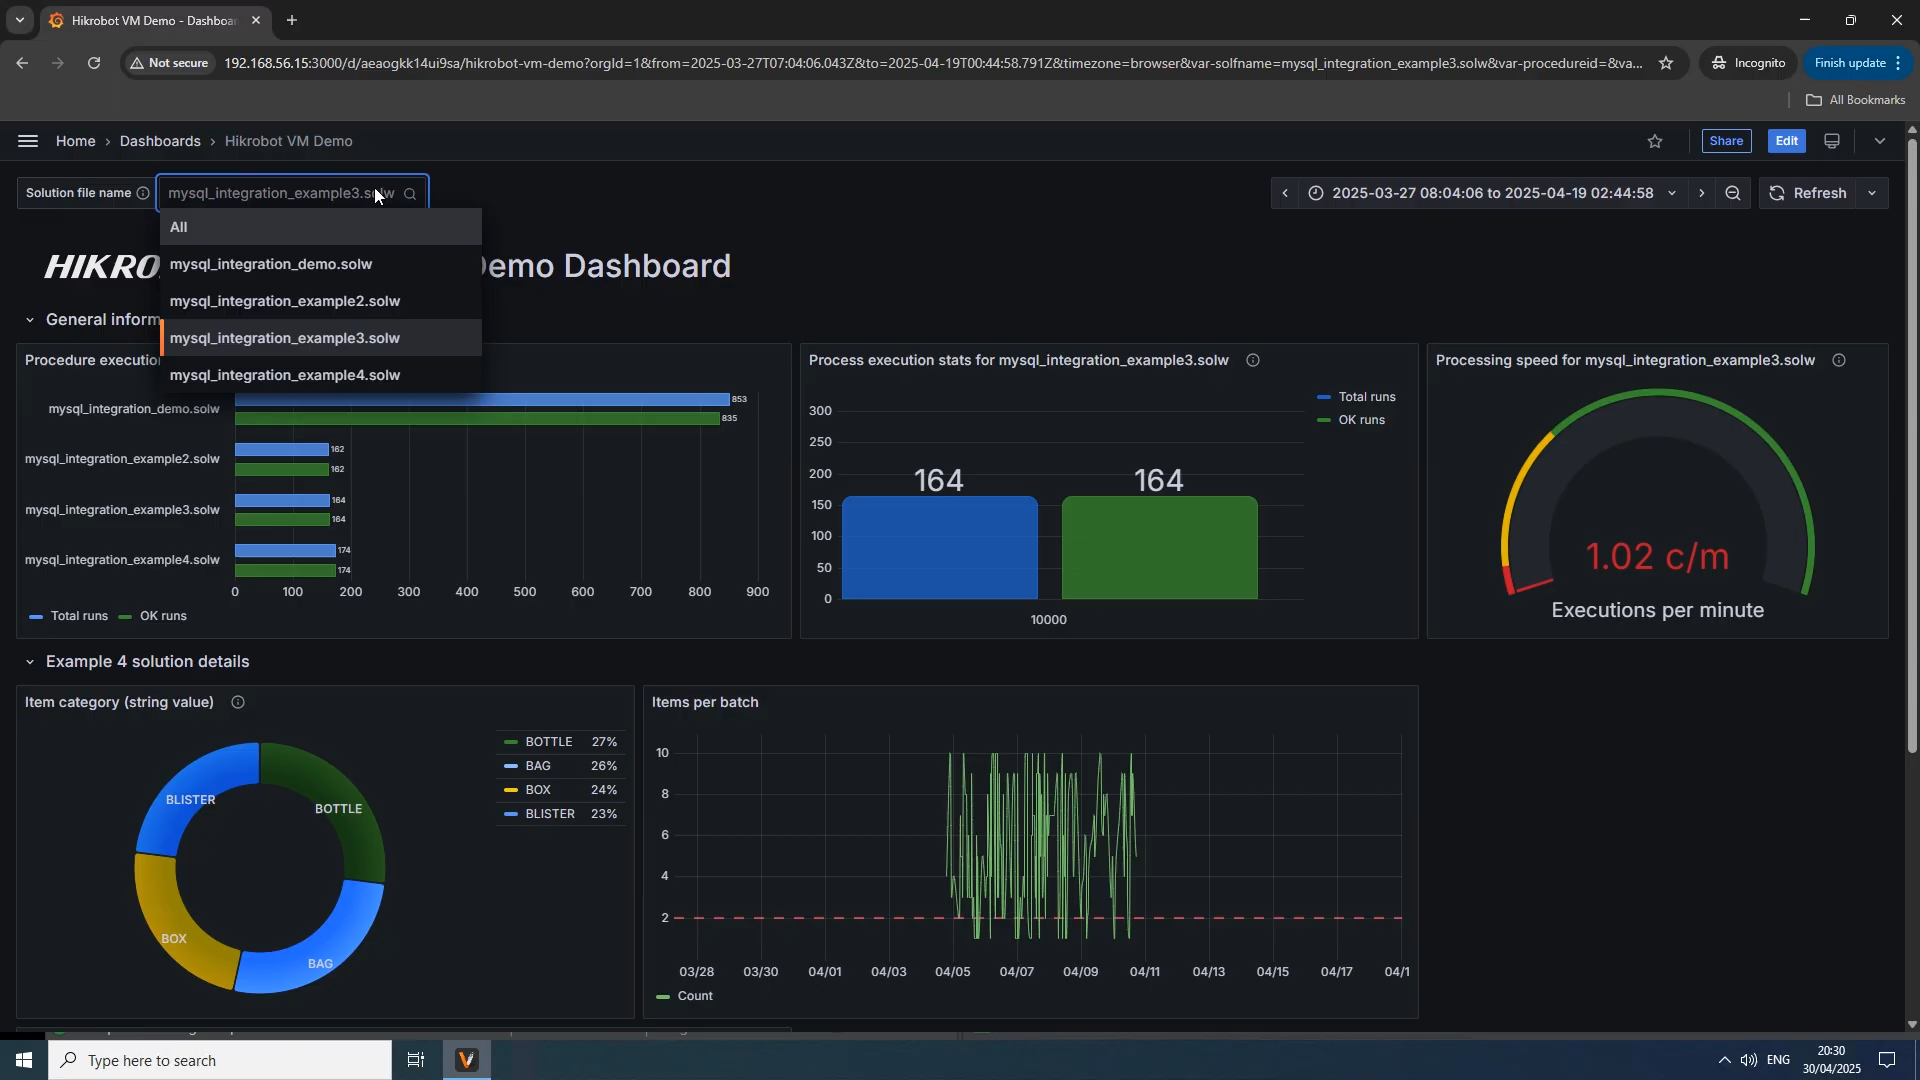 Hikrobot VM Demo - Dashboar
Not secure
192.168.56.15:3000/d/aeaogkk14ui9sa/hikrobot-vm-demo?orgId=1&from=2025-03-27T07:04:06.043Z&to=2025-04-19T00:44:58.791Z&timezone=browser&var-solfname=mysql_integration_example3.solw&var-procedureid=&va...
Incognito
Finish update
All Bookmarks
Home > Dashboards > Hikrobot VM Demo
Share
Edit
Solution file name
mysql_integration_example3.solw
2025-03-27 08:04:06 to 2025-04-19 02:44:58
Refresh
All
mysql_integration_demo.solw
mysql_integration_example2.solw
mysql_integration_example3.solw
mysql_integration_example4.solw
HIKRO
Demo Dashboard
General inform
Procedure executio
mysql_integration_demo.solw
853
835
mysql_integration_example2.solw
162
162
mysql_integration_example3.solw
164
164
mysql_integration_example4.solw
174
174
0 100 200 300 400 500 600 700 800 900
Total runs OK runs
Process execution stats for mysql_integration_example3.solw
Total runs
OK runs
300
250
200
150
100
50
0
164 164
10000
Processing speed for mysql_integration_example3.solw
1.02 c/m
Executions per minute
Example 4 solution details
Item category (string value)
BLISTER
BOTTLE
BOX
BAG
BOTTLE 27%
BAG 26%
BOX 24%
BLISTER 23%
Items per batch
10
8
6
4
2
03/28 03/30 04/01 04/03 04/05 04/07 04/09 04/11 04/13 04/15 04/17 04/1
Count
Type here to search
ENG
20:30
30/04/2025